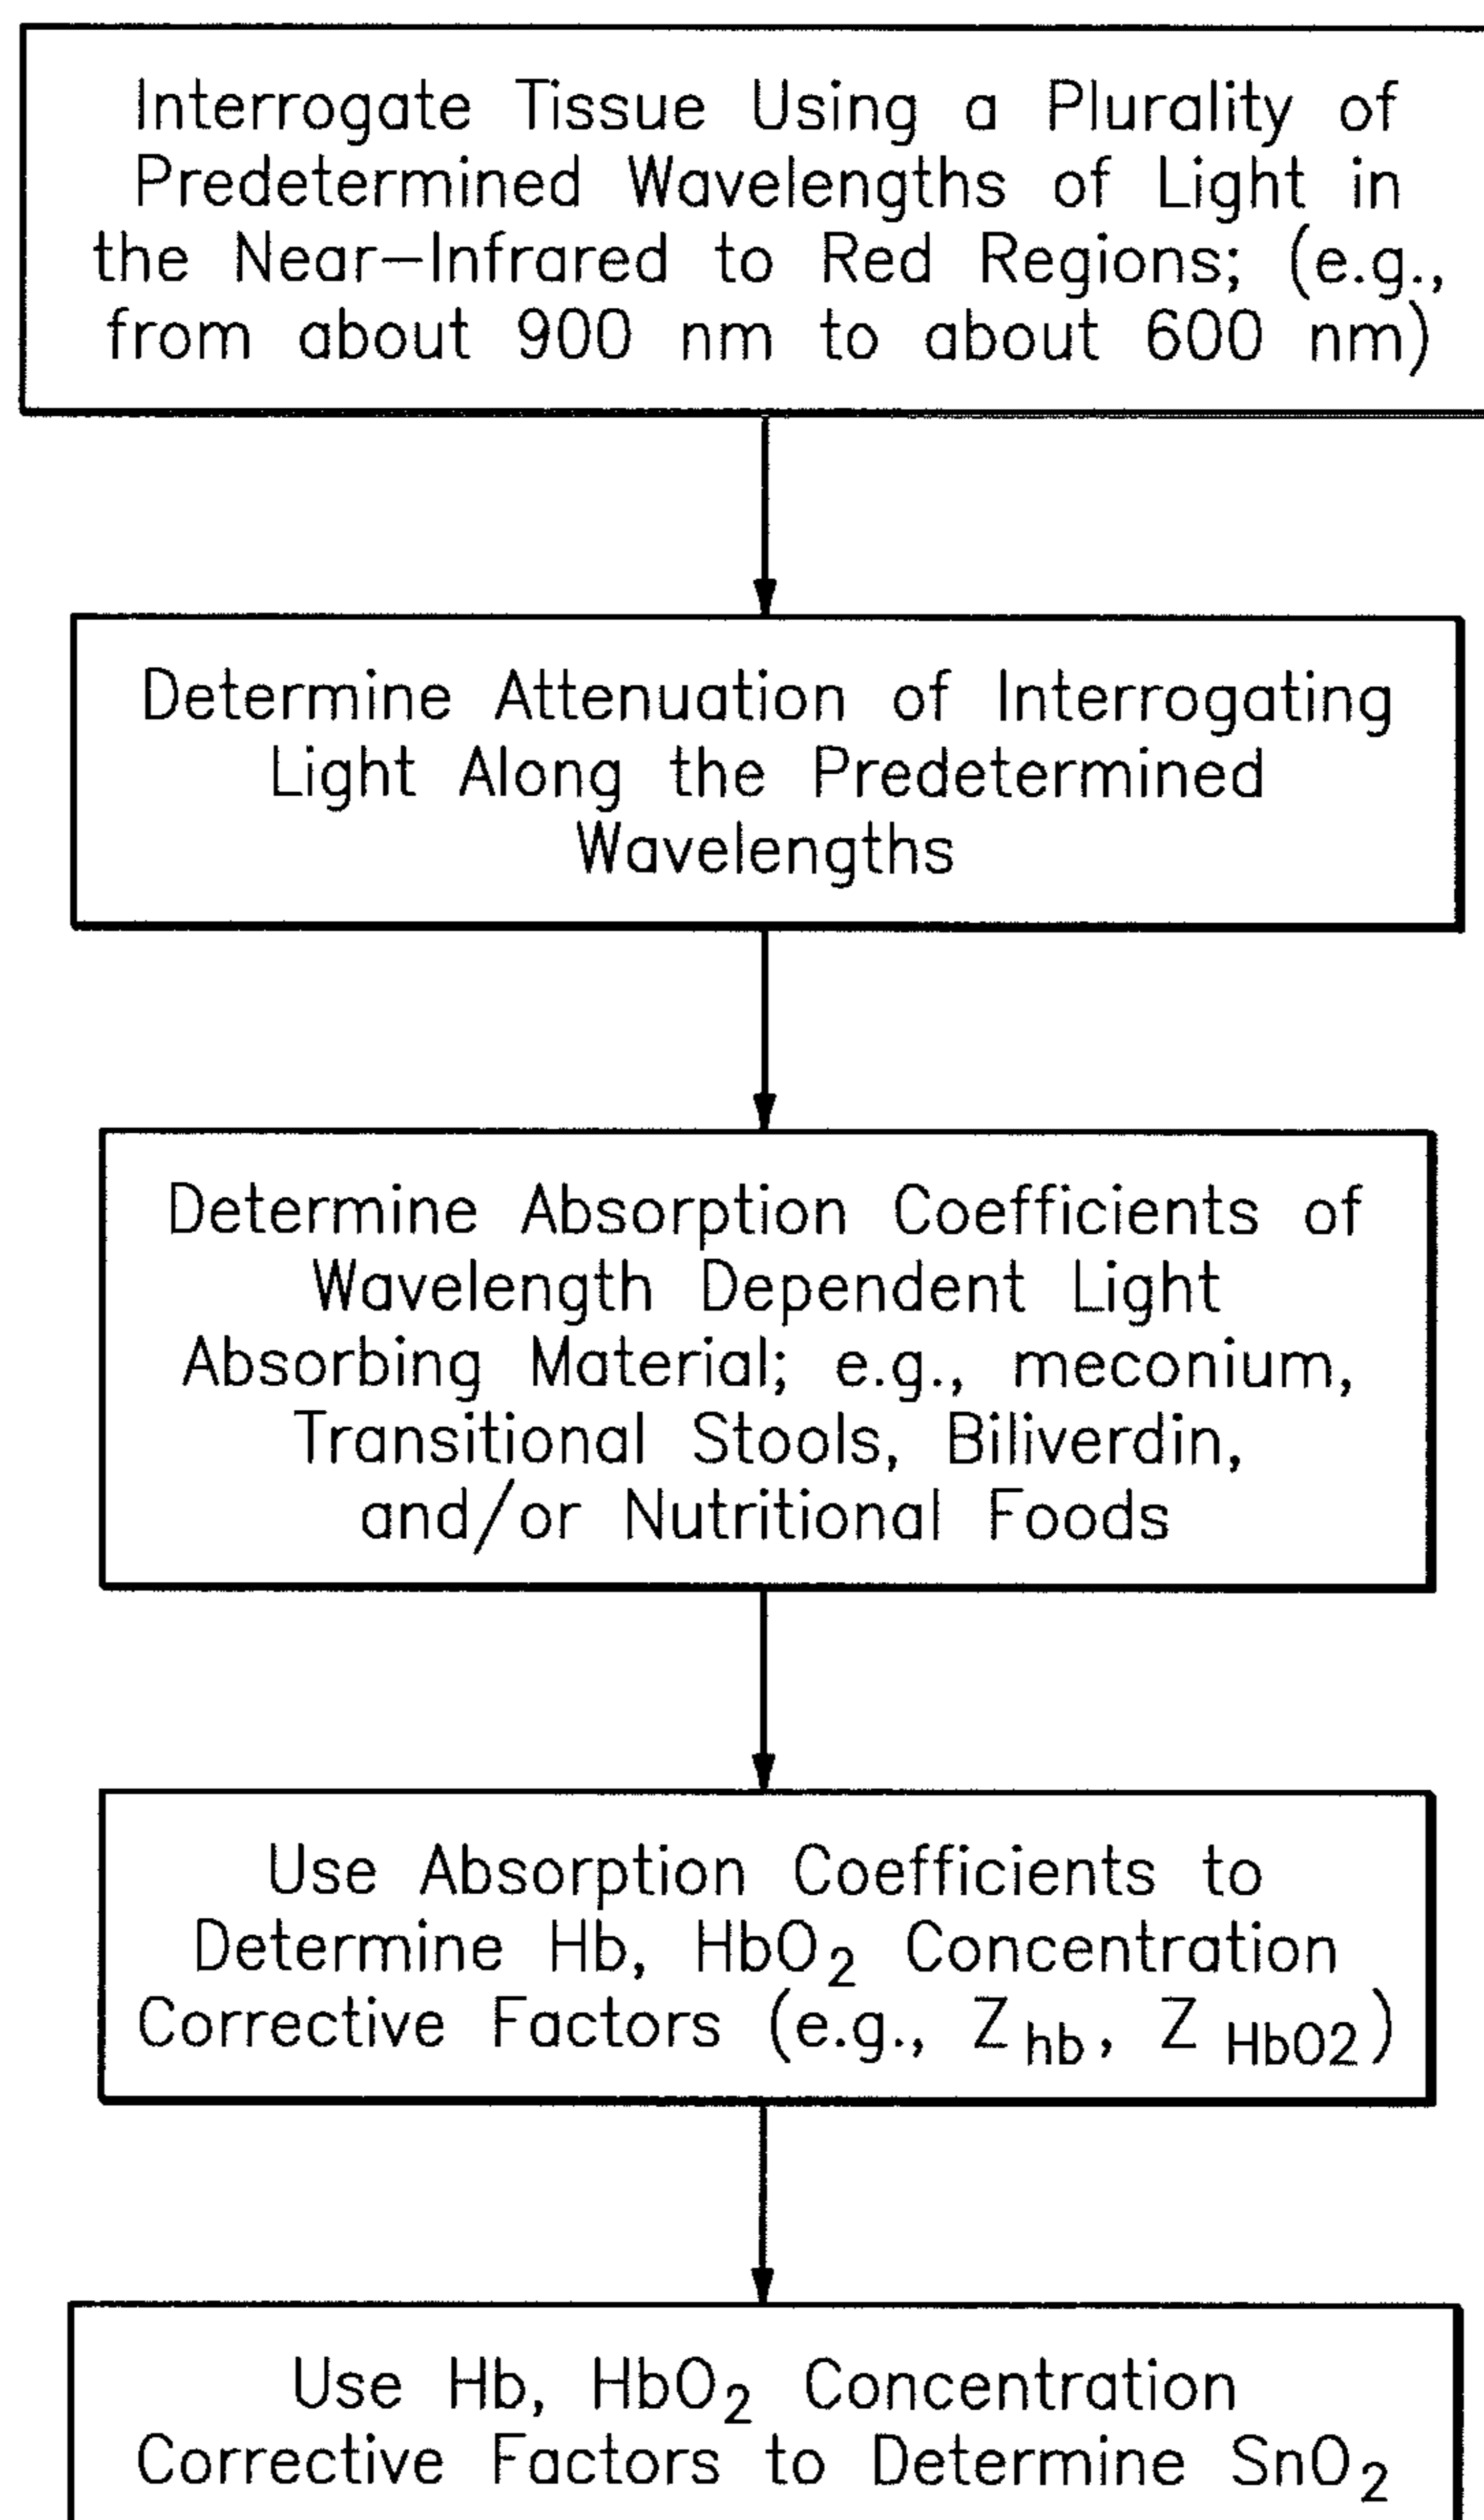 Interrogate Tissue Using a Plurality of
Predetermined Wavelengths of Light in
the Near-Infrared to Red Regions; (e.g.,
from about 900 nm to about 600 nm)
Determine Attenuation of Interrogating
Light Along the Predetermined
Wavelengths
Determine Absorption Coefficients of
Wavelength Dependent Light
Absorbing Material; e.g., meconium,
Transitional Stools, Biliverdin,
and/or Nutritional Foods
Use Absorption Coefficients to
Determine Hb, HbO₂ Concentration
Corrective Factors (e.g., Z hb, Z HbO2)
Use Hb, HbO₂ Concentration
Corrective Factors to Determine SnO₂